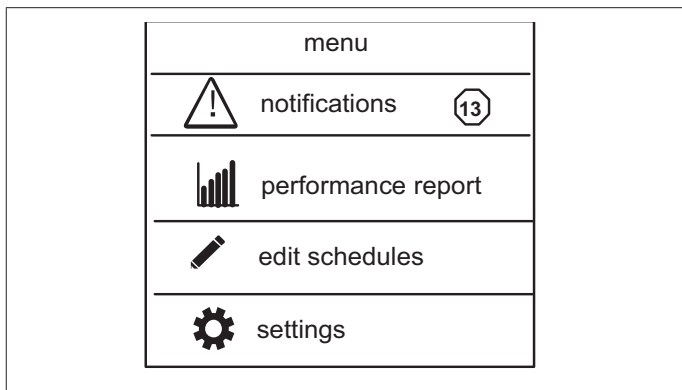 menu
notifications 13
performance report
edit schedules
settings